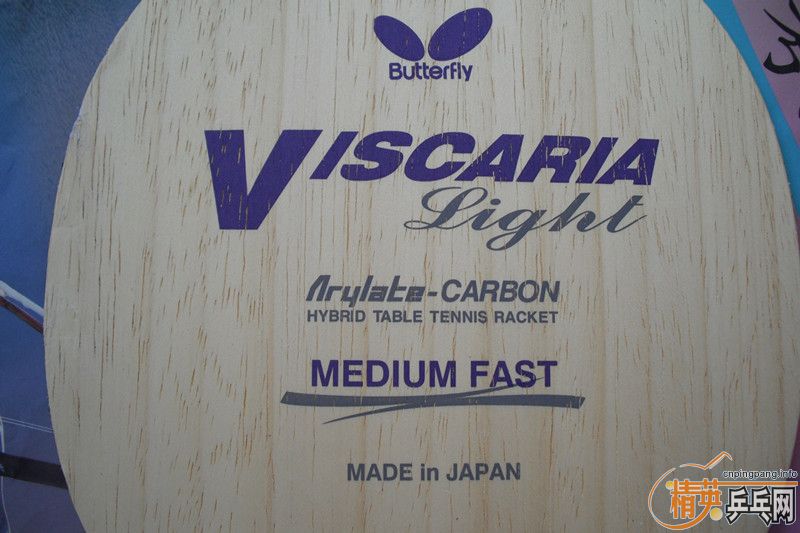 Butterfly
VISCARIA
Light
Arylate-CARBON
HYBRID TABLE TENNIS RACKET
MEDIUM FAST
MADE in JAPAN
cnpingpang.info
精英乒乓网